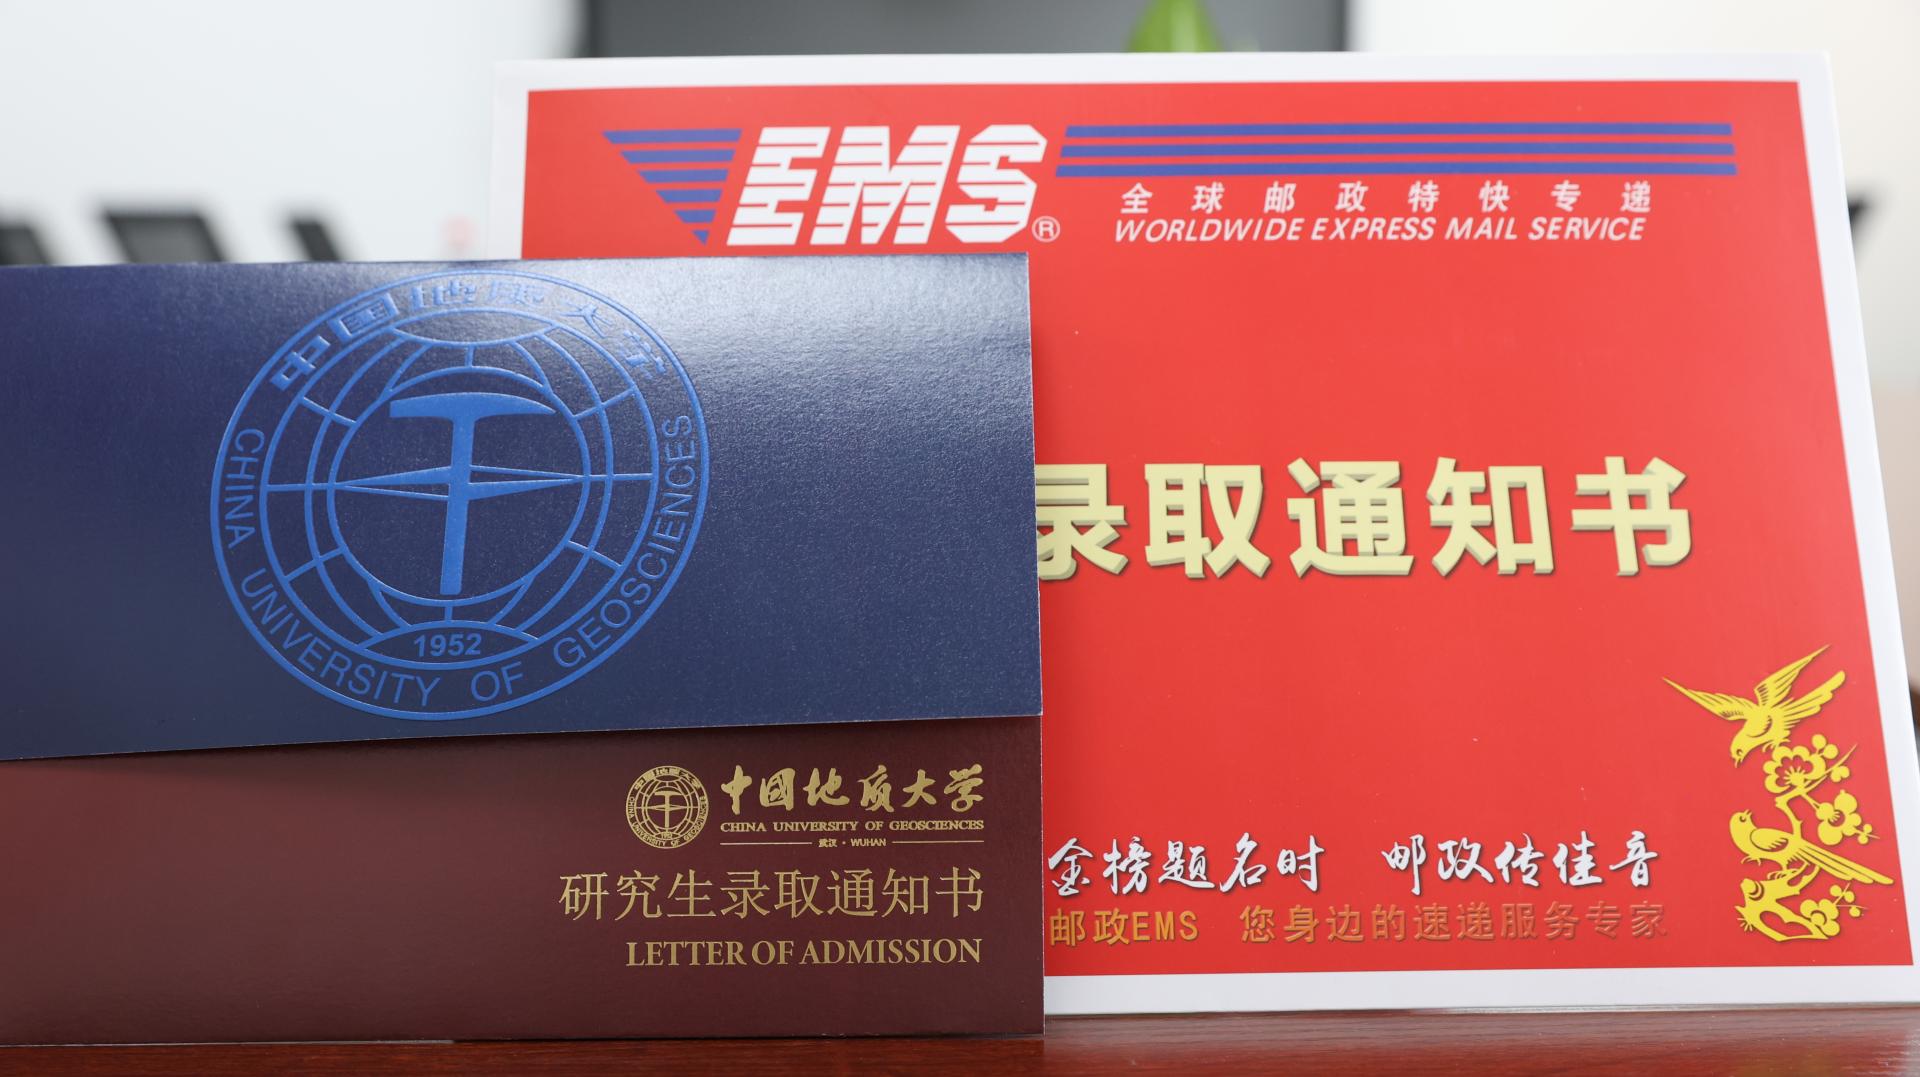 中国地质大学
CHINA UNIVERSITY OF GEOSCIENCES
1952
中国地质大学
CHINA UNIVERSITY OF GEOSCIENCES
武汉·WUHAN
研究生录取通知书
LETTER OF ADMISSION
EMS®
全球邮政特快专递
WORLDWIDE EXPRESS MAIL SERVICE
录取通知书
金榜题名时 邮政传佳音
邮政EMS 您身边的速递服务专家